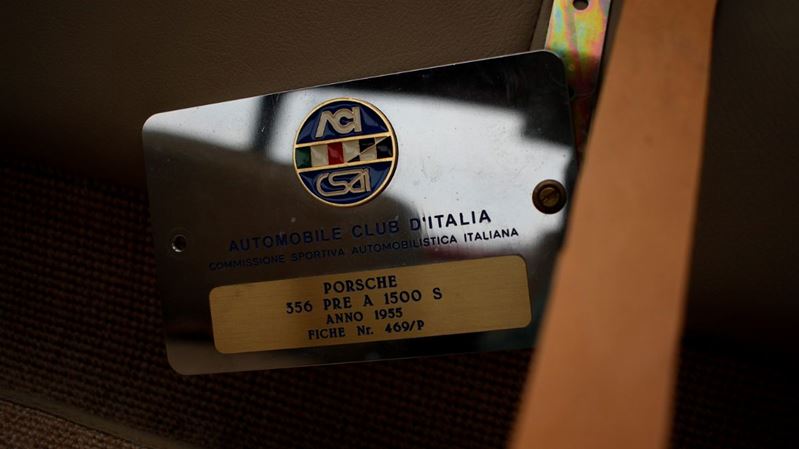 ACI
CSAI
AUTOMOBILE CLUB D'ITALIA
COMMISSIONE SPORTIVA AUTOMOBILISTICA ITALIANA
PORSCHE
356 PRE A 1500 S
ANNO 1955
FICHE Nr. 469/P